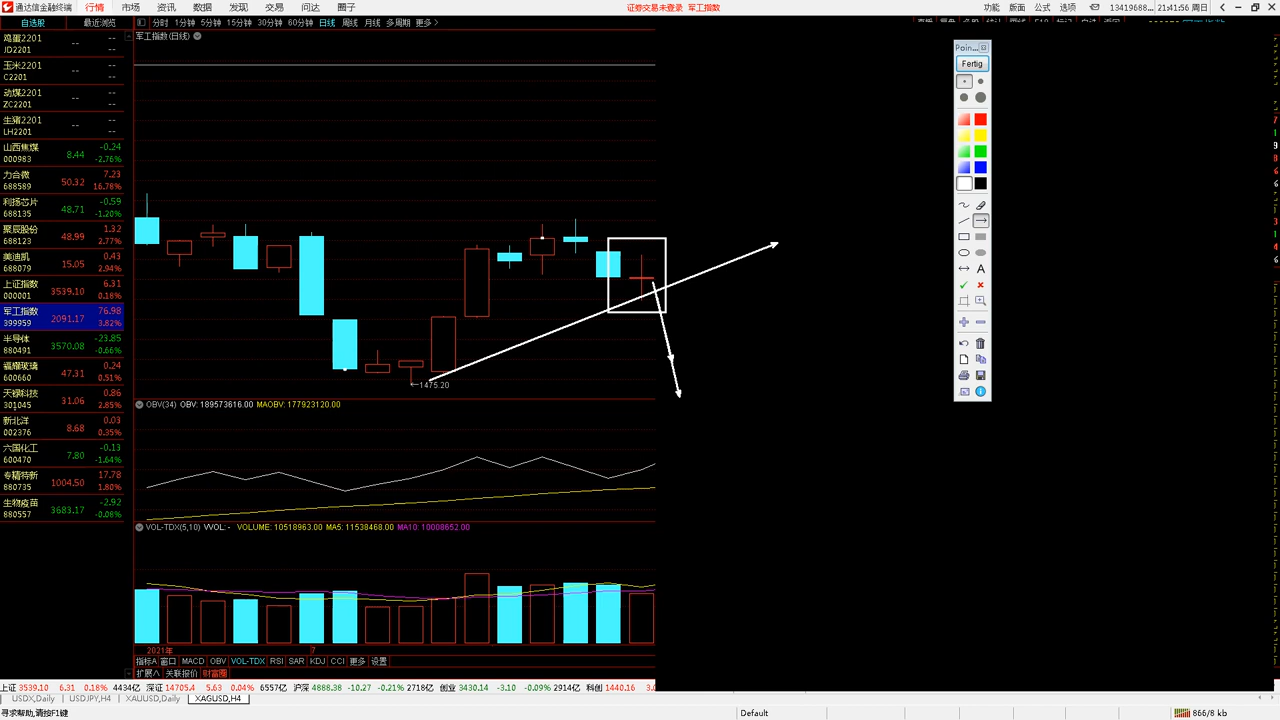 通达信金融终端 行情 市场 资讯 数据 发现 交易 问达 圈子 证券交易未登录 军工指数 功能 版面 公式 选项 13419688... 21:41:56 周日
自选股 最近浏览 分时 1分钟 5分钟 15分钟 30分钟 60分钟 日线 周线 月线 多周期 更多
军工指数(日线)
鸡蛋2201 -- --
JD2201 --
玉米2201 -- --
C2201 --
动煤2201 -- --
ZC2201 --
生猪2201 -- --
LH2201 --
山西焦煤 8.44 -0.24
000983 -2.76%
力合微 50.32 7.23
688589 16.78%
利扬芯片 48.71 -0.59
688135 -1.20%
聚辰股份 48.99 1.32
688123 2.77%
美迪凯 15.05 0.43
688079 2.94%
上证指数 3539.10 6.31
000001 0.18%
军工指数 2091.17 76.98
399959 3.82%
半导体 3570.08 -23.85
880491 -0.66%
福耀玻璃 47.31 0.24
600660 0.51%
天禄科技 31.06 0.86
301045 2.85%
新北洋 8.68 0.03
002376 0.35%
六国化工 7.80 -0.13
600470 -1.64%
专精特新 1004.50 17.78
880735 1.80%
生物疫苗 3683.17 -2.92
880557 -0.08%
←1475.20
OBV(34) OBV: 189573616.00 MAOBV: 177923120.00
VOL-TDX(5,10) VVOL: - VOLUME: 10518963.00 MA5: 11538468.00 MA10: 10008652.00
2021年 7
指标A 窗口 MACD OBV VOL-TDX RSI SAR KDJ CCI 更多 设置
扩展∧ 关联报价 财富圈
上证 3539.10 6.31 0.18% 4434亿 深证 14705.4 5.63 0.04% 6557亿 沪深 4888.38 -10.27 -0.21% 2718亿 创业 3430.14 -3.10 -0.09% 2914亿 科创 1440.16
USDX,Daily USDJPY,H4 XAUUSD,Daily XAGUSD,H4
寻求帮助,请按F1键 Default 866/8 kb
Poin...
Fertig
A